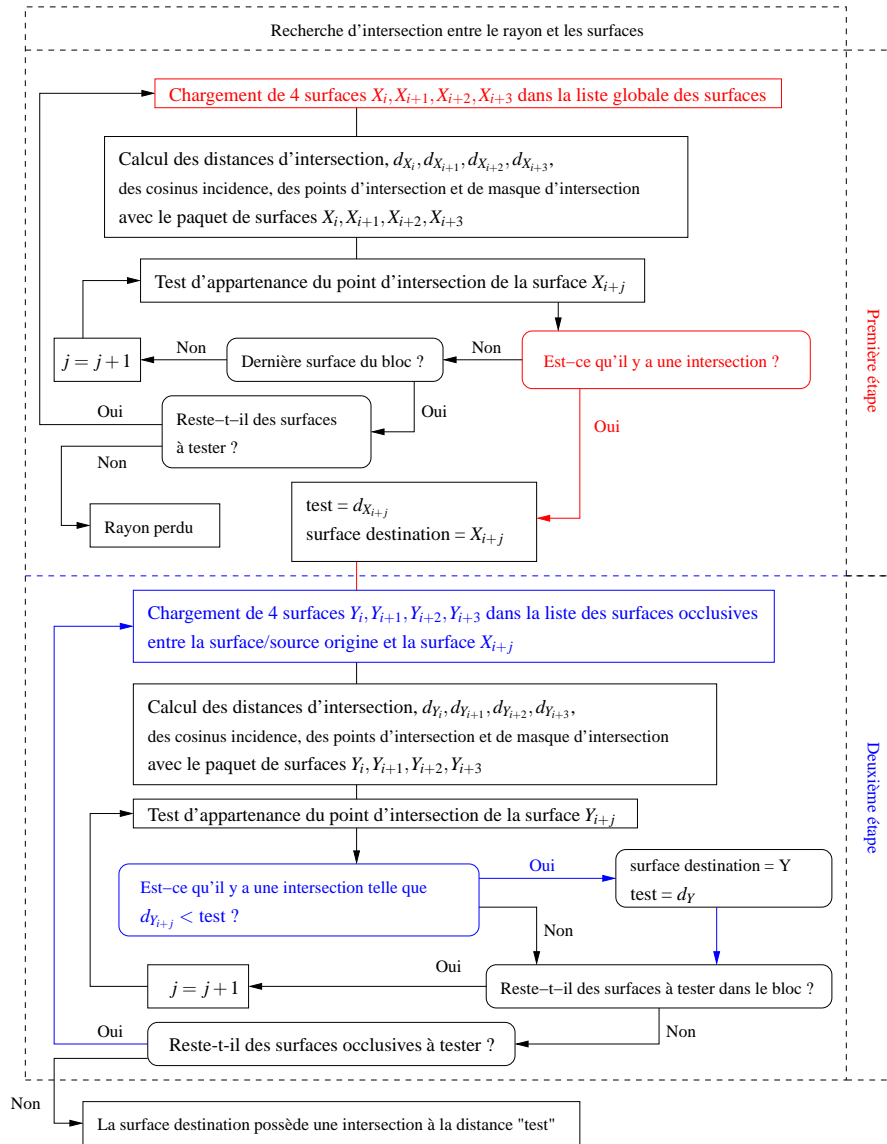 Recherche d'intersection entre le rayon et les surfaces
Chargement de 4 surfaces X_i, X_{i+1}, X_{i+2}, X_{i+3} dans la liste globale des surfaces
Calcul des distances d'intersection, d_{X_i}, d_{X_{i+1}}, d_{X_{i+2}}, d_{X_{i+3}},
des cosinus incidence, des points d'intersection et de masque d'intersection
avec le paquet de surfaces X_i, X_{i+1}, X_{i+2}, X_{i+3}
Test d'appartenance du point d'intersection de la surface X_{i+j}
j = j+1
Non
Dernière surface du bloc ?
Non
Est-ce qu'il y a une intersection ?
Oui
Reste-t-il des surfaces
à tester ?
Oui
Oui
Non
Rayon perdu
test = d_{X_{i+j}}
surface destination = X_{i+j}
Première étape
Chargement de 4 surfaces Y_i, Y_{i+1}, Y_{i+2}, Y_{i+3} dans la liste des surfaces occlusives
entre la surface/source origine et la surface X_{i+j}
Calcul des distances d'intersection, d_{Y_i}, d_{Y_{i+1}}, d_{Y_{i+2}}, d_{Y_{i+3}},
des cosinus incidence, des points d'intersection et de masque d'intersection
avec le paquet de surfaces Y_i, Y_{i+1}, Y_{i+2}, Y_{i+3}
Test d'appartenance du point d'intersection de la surface Y_{i+j}
Est-ce qu'il y a une intersection telle que
d_{Y_{i+j}} < test ?
Oui
surface destination = Y
test = d_Y
Non
j = j+1
Oui
Reste-t-il des surfaces à tester dans le bloc ?
Oui
Reste-t-il des surfaces occlusives à tester ?
Non
Deuxième étape
Non
La surface destination possède une intersection à la distance "test"